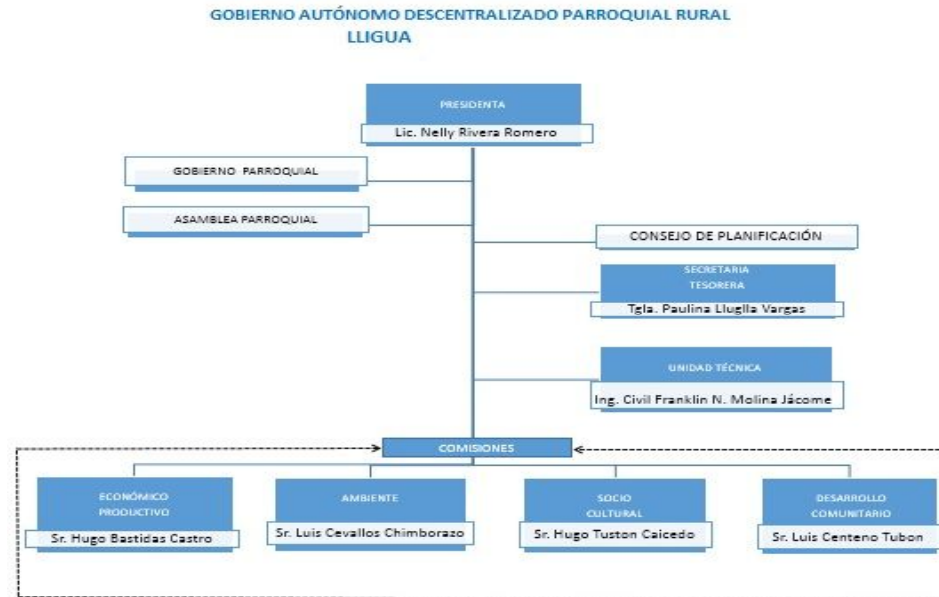 GOBIERNO AUTÓNOMO DESCENTRALIZADO PARROQUIAL RURAL
LLIGUA
PRESIDENTA
Lic. Nelly Rivera Romero
GOBIERNO PARROQUIAL
ASAMBLEA PARROQUIAL
CONSEJO DE PLANIFICACIÓN
SECRETARIA
TESORERA
Tgla. Paulina Lluglla Vargas
UNIDAD TÉCNICA
Ing. Civil Franklin N. Molina Jácome
COMISIONES
ECONÓMICO
PRODUCTIVO
Sr. Hugo Bastidas Castro
AMBIENTE
Sr. Luis Cevallos Chimborazo
SOCIO
CULTURAL
Sr. Hugo Tuston Caicedo
DESARROLLO
COMUNITARIO
Sr. Luis Centeno Tubon